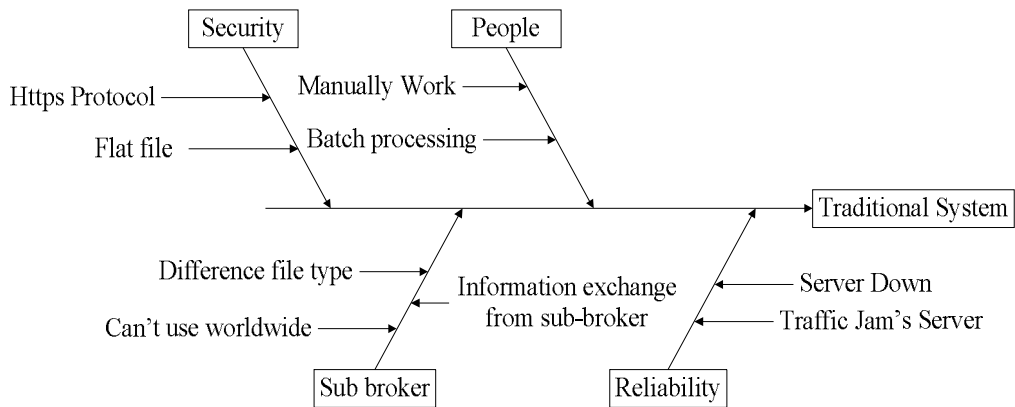 Security
People
Https Protocol
Manually Work
Flat file
Batch processing
Traditional System
Difference file type
Information exchange
from sub-broker
Server Down
Can't use worldwide
Traffic Jam's Server
Sub broker
Reliability